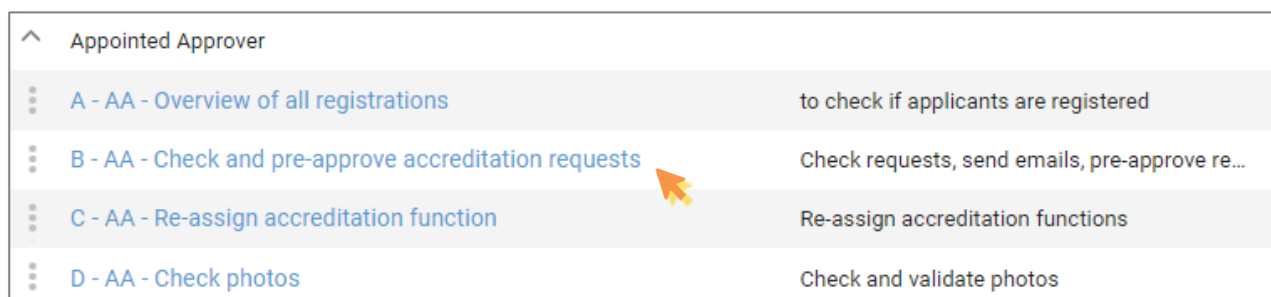 Appointed Approver
A - AA - Overview of all registrations to check if applicants are registered
B - AA - Check and pre-approve accreditation requests Check requests, send emails, pre-approve re...
C - AA - Re-assign accreditation function Re-assign accreditation functions
D - AA - Check photos Check and validate photos